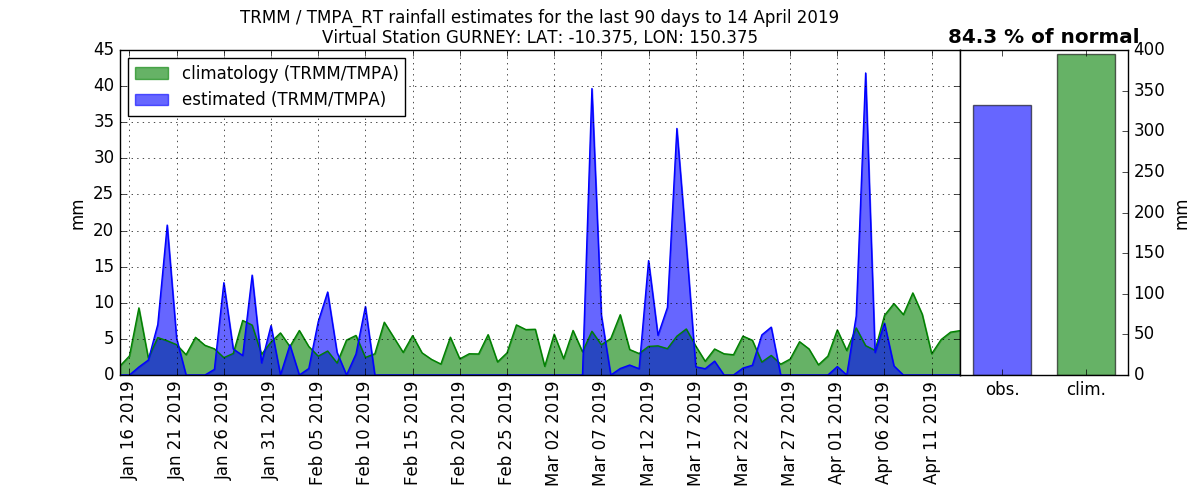 TRMM / TMPA_RT rainfall estimates for the last 90 days to 14 April 2019
Virtual Station GURNEY: LAT: -10.375, LON: 150.375
84.3 % of normal
climatology (TRMM/TMPA)
estimated (TRMM/TMPA)
mm
45
40
35
30
25
20
15
10
5
0
Jan 16 2019
Jan 21 2019
Jan 26 2019
Jan 31 2019
Feb 05 2019
Feb 10 2019
Feb 15 2019
Feb 20 2019
Feb 25 2019
Mar 02 2019
Mar 07 2019
Mar 12 2019
Mar 17 2019
Mar 22 2019
Mar 27 2019
Apr 01 2019
Apr 06 2019
Apr 11 2019
obs.
clim.
400
350
300
250
200
150
100
50
0
mm